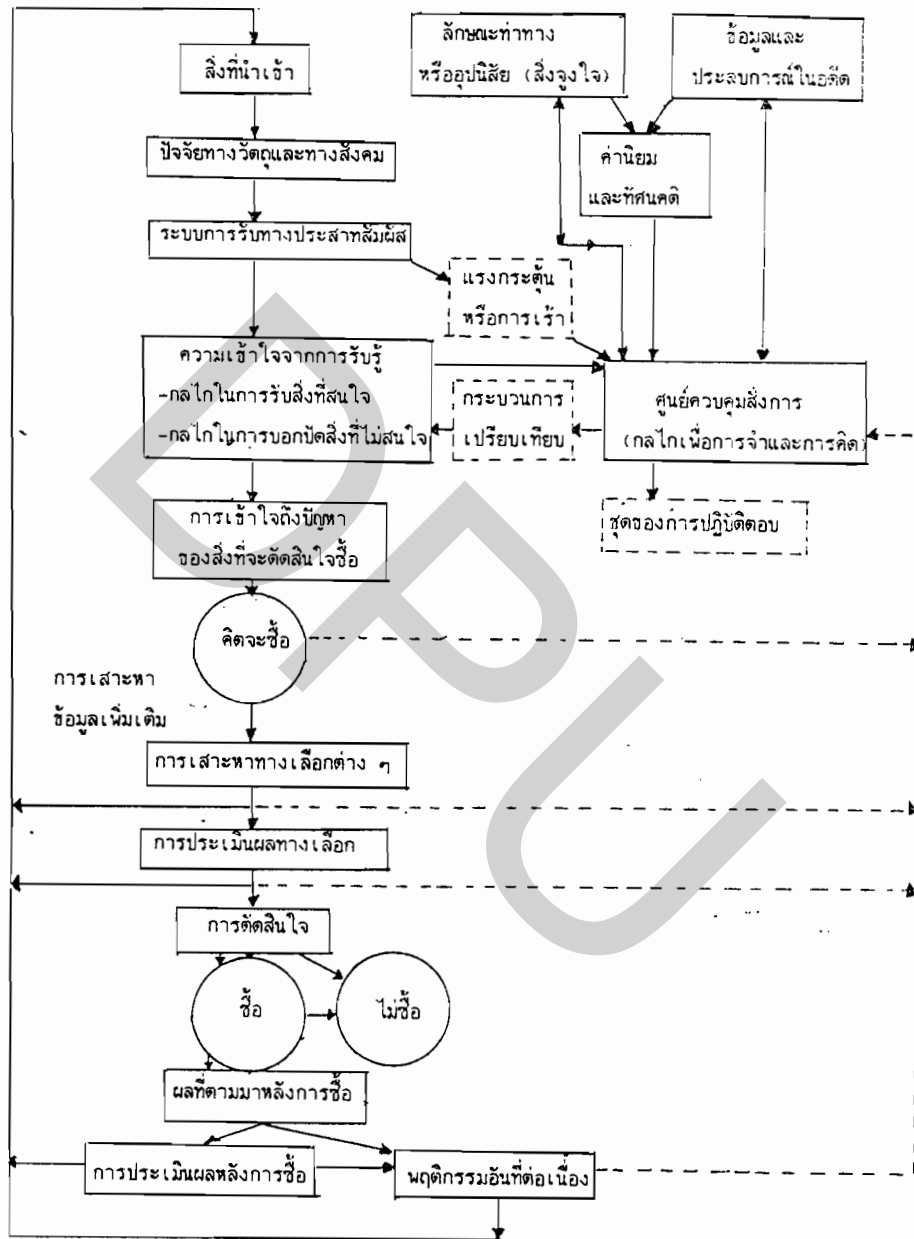 สิ่งที่นำเข้า
ลักษณะท่าทาง
หรืออุปนิสัย (สิ่งจูงใจ)
ข้อมูลและ
ประสบการณ์ในอดีต
ปัจจัยทางวัตถุและทางสังคม
ค่านิยม
และทัศนคติ
ระบบการรับทางประสาทสัมผัส
แรงกระตุ้น
หรือการเร้า
ความเข้าใจจากการรับรู้
-กลไกในการรับสิ่งที่สนใจ
-กลไกในการบอกปัดสิ่งที่ไม่สนใจ
กระบวนการ
เปรียบเทียบ
ศูนย์ควบคุมสั่งการ
(กลไกเพื่อการจำและการคิด)
การเข้าใจถึงปัญหา
ของสิ่งที่จะตัดสินใจซื้อ
ชุดของการปฏิบัติตอบ
คิดจะซื้อ
การเสาะหา
ข้อมูลเพิ่มเติม
การเสาะหาทางเลือกต่าง ๆ
การประเมินผลทางเลือก
การตัดสินใจ
ซื้อ
ไม่ซื้อ
ผลที่ตามมาหลังการซื้อ
การประเมินผลหลังการซื้อ
พฤติกรรมอันที่ต่อเนื่อง
DPU